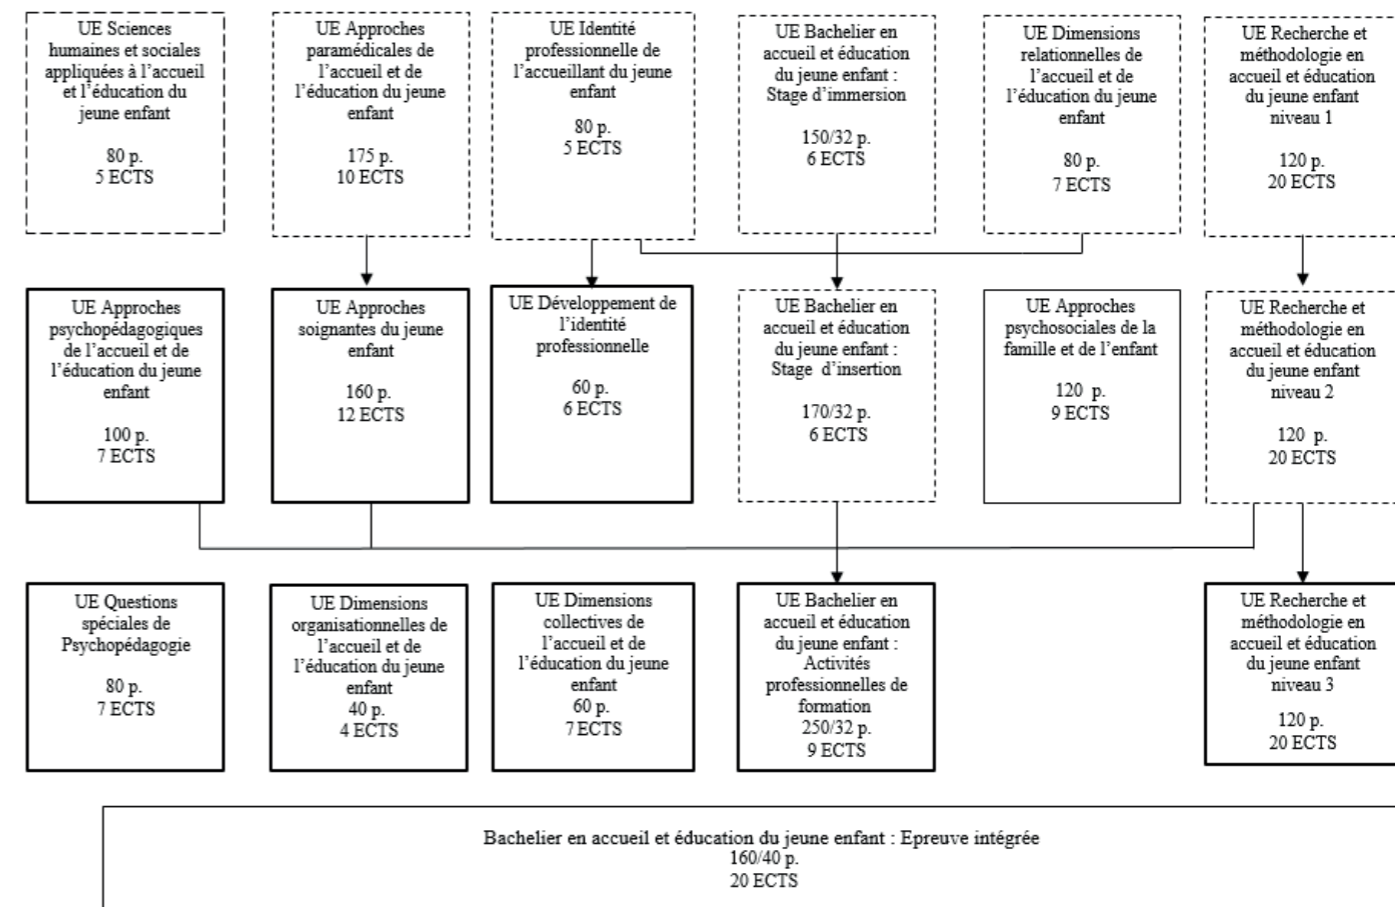 UE Sciences
humaines et sociales
appliquées à l'accueil
et l'éducation du
jeune enfant
80 p.
5 ECTS
UE Approches
paramédicales de
l'accueil et de
l'éducation du jeune
enfant
175 p.
10 ECTS
UE Identité
professionnelle de
l'accueillant du jeune
enfant
80 p.
5 ECTS
UE Bachelier en
accueil et éducation
du jeune enfant :
Stage d'immersion
150/32 p.
6 ECTS
UE Dimensions
relationnelles de
l'accueil et de
l'éducation du jeune
enfant
80 p.
7 ECTS
UE Recherche et
méthodologie en
accueil et éducation
du jeune enfant
niveau 1
120 p.
20 ECTS
UE Approches
psychopédagogiques
de l'accueil et de
l'éducation du jeune
enfant
100 p.
7 ECTS
UE Approches
soignantes du jeune
enfant
160 p.
12 ECTS
UE Développement de
l'identité
professionnelle
60 p.
6 ECTS
UE Bachelier en
accueil et éducation
du jeune enfant :
Stage d'insertion
170/32 p.
6 ECTS
UE Approches
psychosociales de la
famille et de l'enfant
120 p.
9 ECTS
UE Recherche et
méthodologie en
accueil et éducation
du jeune enfant
niveau 2
120 p.
20 ECTS
UE Questions
spéciales de
Psychopédagogie
80 p.
7 ECTS
UE Dimensions
organisationnelles de
l'accueil et de
l'éducation du jeune
enfant
40 p.
4 ECTS
UE Dimensions
collectives de
l'accueil et de
l'éducation du jeune
enfant
60 p.
7 ECTS
UE Bachelier en
accueil et éducation
du jeune enfant :
Activités
professionnelles de
formation
250/32 p.
9 ECTS
UE Recherche et
méthodologie en
accueil et éducation
du jeune enfant
niveau 3
120 p.
20 ECTS
Bachelier en accueil et éducation du jeune enfant : Epreuve intégrée
160/40 p.
20 ECTS